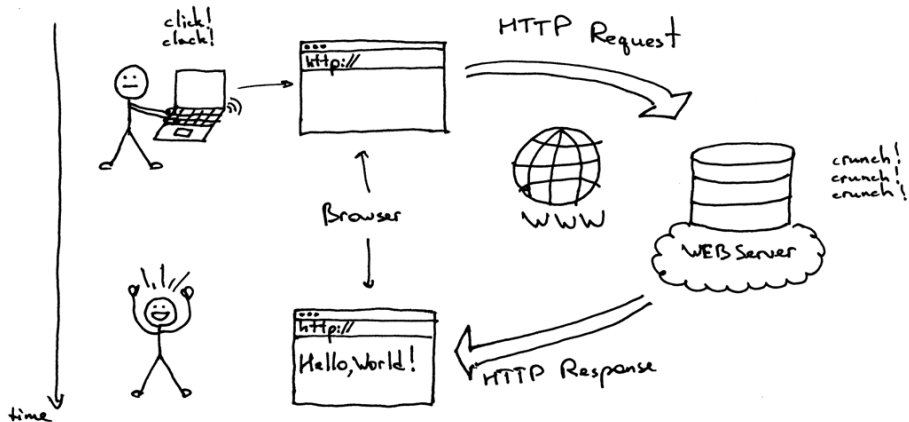 click!
clack!
HTTP Request
http://
crunch!
crunch!
crunch!
Browser
WWW
WEB Server
http://
Hello, World!
HTTP Response
time